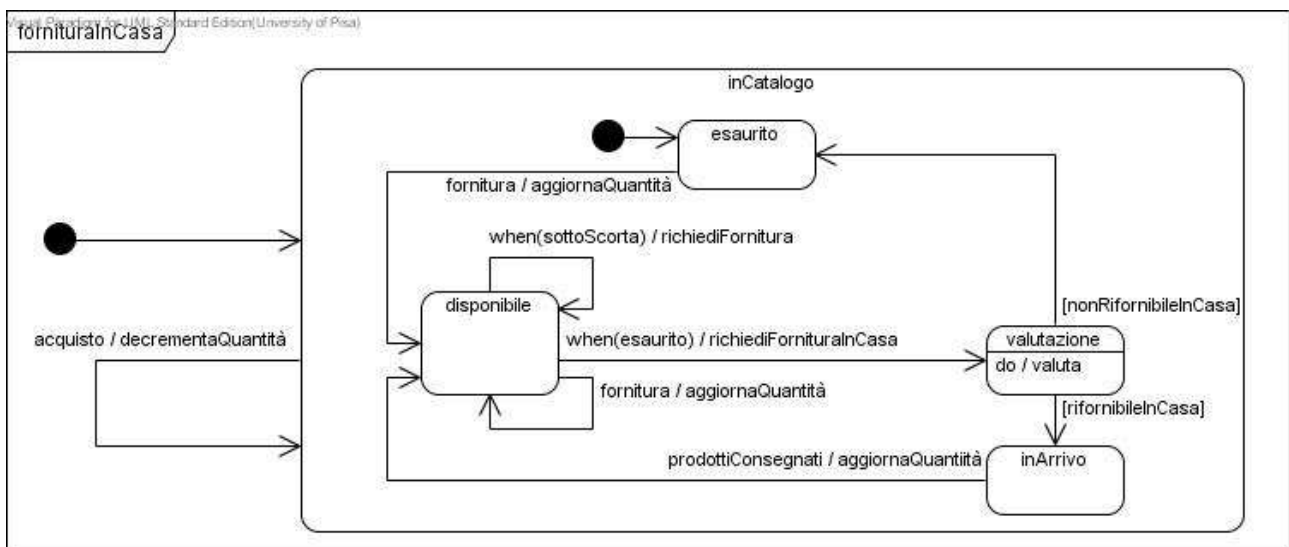 Visual Paradigm for UML Standard Edition(University of Pisa)
fornituraInCasa
inCatalogo
esaurito
fornitura / aggiornaQuantità
when(sottoScorta) / richiediFornitura
disponibile
[nonRifornibileInCasa]
acquisto / decrementaQuantità
when(esaurito) / richiediFornituraInCasa
valutazione
do / valuta
fornitura / aggiornaQuantità
[rifornibileInCasa]
prodottiConsegnati / aggiornaQuantiità
inArrivo